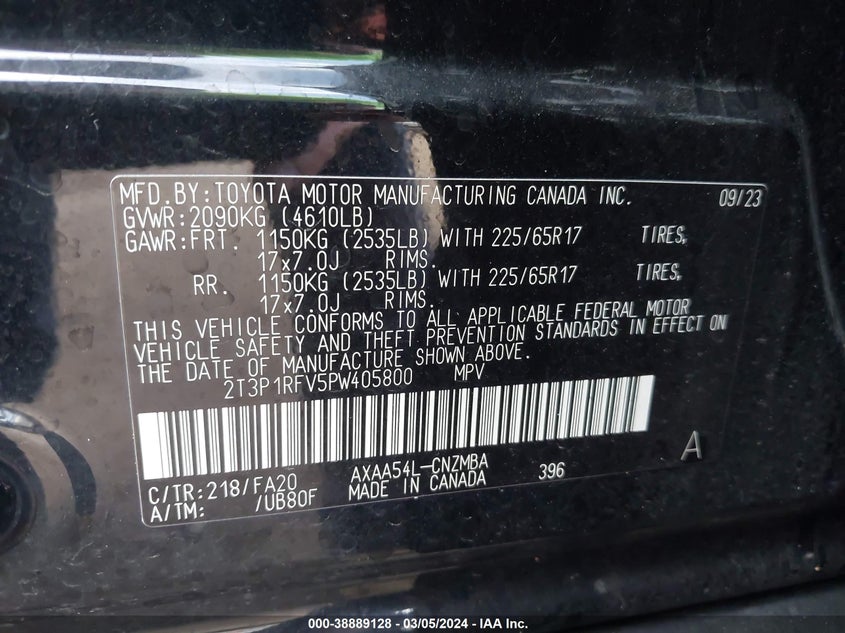 MFD.BY:TOYOTA MOTOR MANUFACTURING CANADA INC. 09/23
GVWR:2090KG (4610LB)
GAWR:FRT. 1150KG (2535LB) WITH 225/65R17 TIRES,
17x7.0J RIMS.
RR. 1150KG (2535LB) WITH 225/65R17 TIRES,
17x7.0J RIMS.
THIS VEHICLE CONFORMS TO ALL APPLICABLE FEDERAL MOTOR
VEHICLE SAFETY AND THEFT PREVENTION STANDARDS IN EFFECT ON
THE DATE OF MANUFACTURE SHOWN ABOVE.
2T3P1RFV5PW405800 MPV
C/TR:218/FA20 AXAA54L-CNZMBA 396 A
A/TM: /UB80F MADE IN CANADA
000-38889128 - 03/05/2024 - IAA Inc.